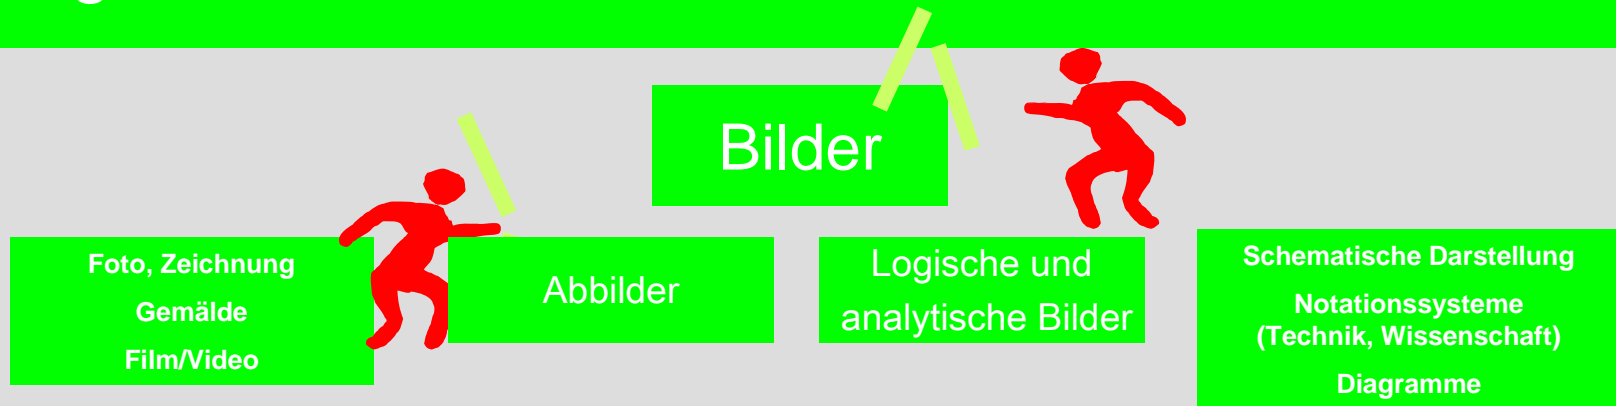 Bilder
Foto, Zeichnung
Gemälde
Film/Video
Abbilder
Logische und
analytische Bilder
Schematische Darstellung
Notationssysteme
(Technik, Wissenschaft)
Diagramme